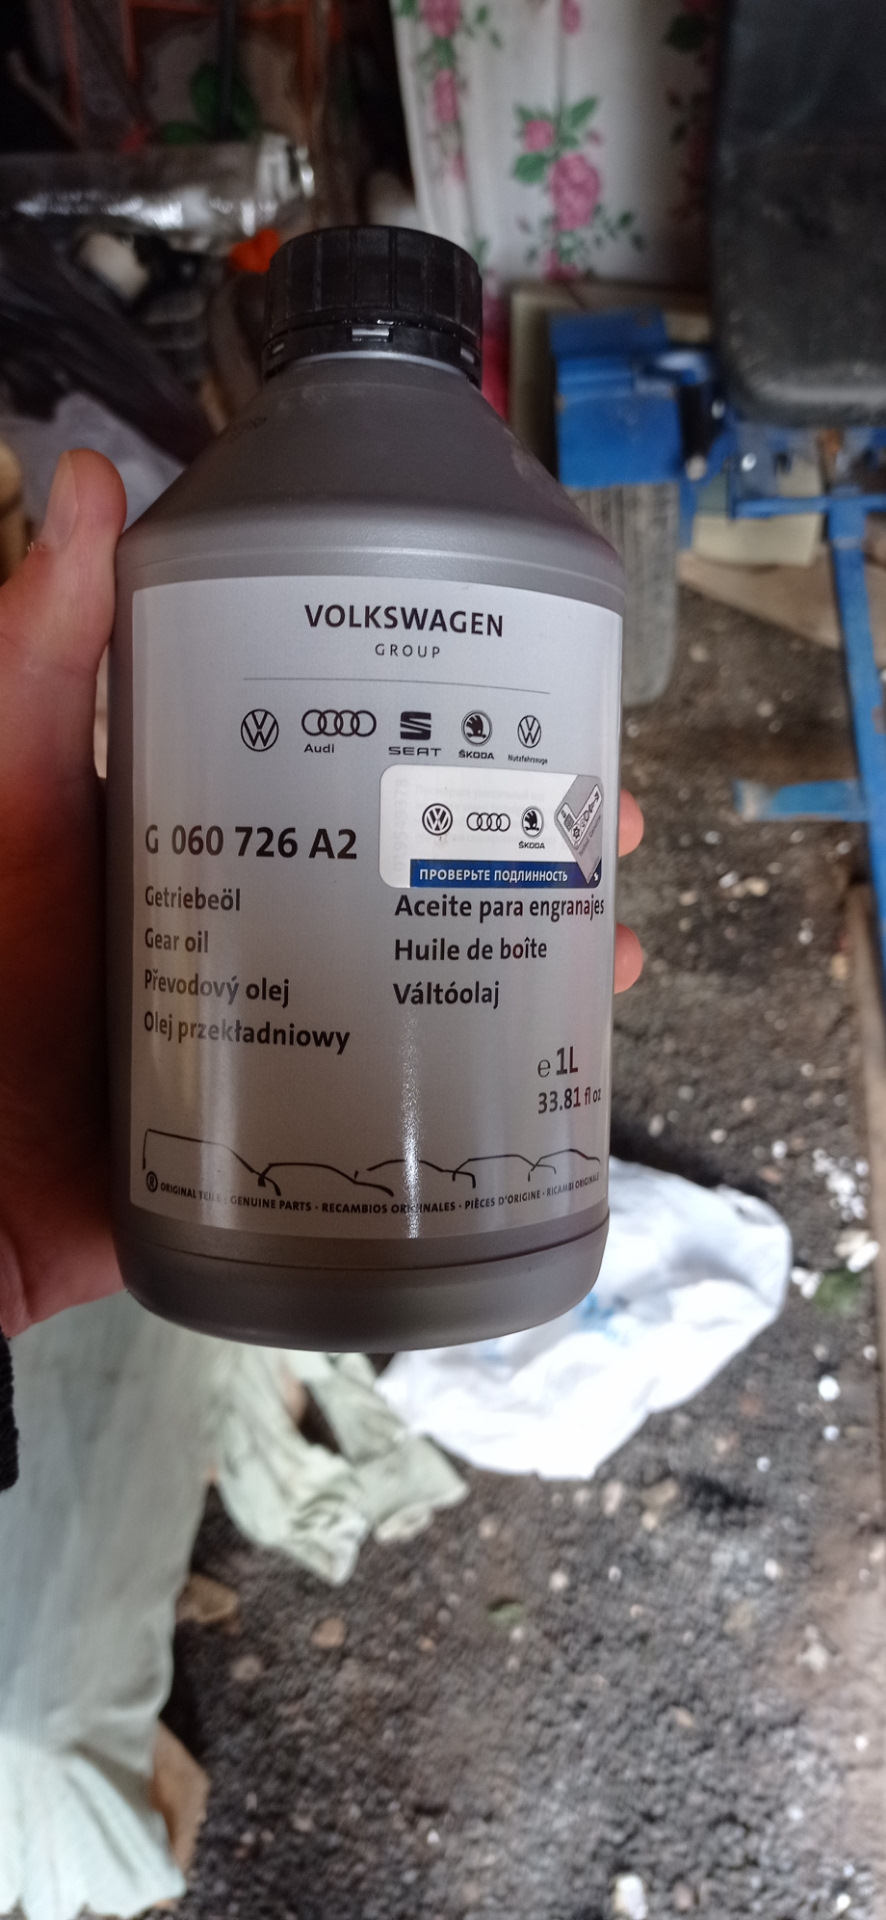 VOLKSWAGEN
GROUP
Audi
SEAT
ŠKODA
Nutzfahrzeuge
ŠKODA
ПРОВЕРЬТЕ ПОДЛИННОСТЬ
G 060 726 A2
Getriebeöl
Gear oil
Převodový olej
Olej przekładniowy
Aceite para engranajes
Huile de boîte
Váltóolaj
e 1L
33.81 fl oz
® ORIGINAL TEILE · GENUINE PARTS · RECAMBIOS ORIGINALES · PIÈCES D'ORIGINE · RICAMBI ORIGINALI